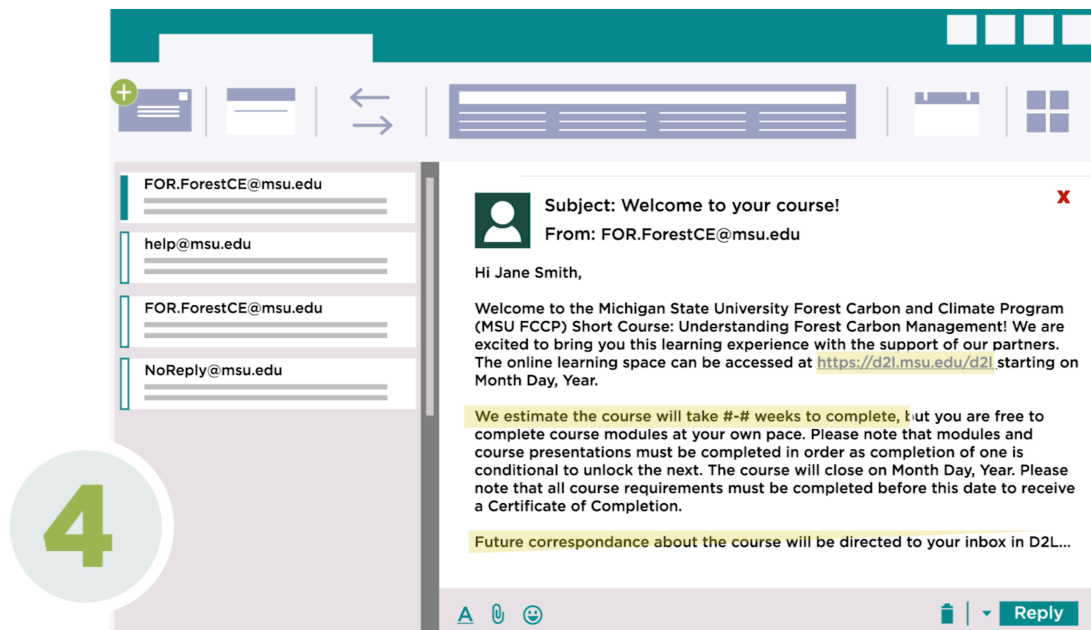 FOR.ForestCE@msu.edu
help@msu.edu
FOR.ForestCE@msu.edu
NoReply@msu.edu
Subject: Welcome to your course!
X
From: FOR.ForestCE@msu.edu
Hi Jane Smith,
Welcome to the Michigan State University Forest Carbon and Climate Program
(MSU FCCP) Short Course: Understanding Forest Carbon Management! We are
excited to bring you this learning experience with the support of our partners.
The online learning space can be accessed at https://d2l.msu.edu/d2l starting on
Month Day, Year.
We estimate the course will take #-# weeks to complete, but you are free to
complete course modules at your own pace. Please note that modules and
course presentations must be completed in order as completion of one is
conditional to unlock the next. The course will close on Month Day, Year. Please
note that all course requirements must be completed before this date to receive
a Certificate of Completion.
Future correspondance about the course will be directed to your inbox in D2L...
A
Reply
4